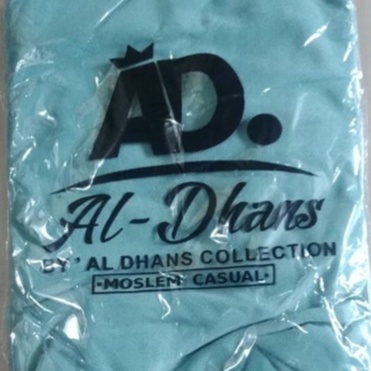 AD.
Al-Dhans
BY ' AL DHANS COLLECTION
•MOSLEM CASUAL•